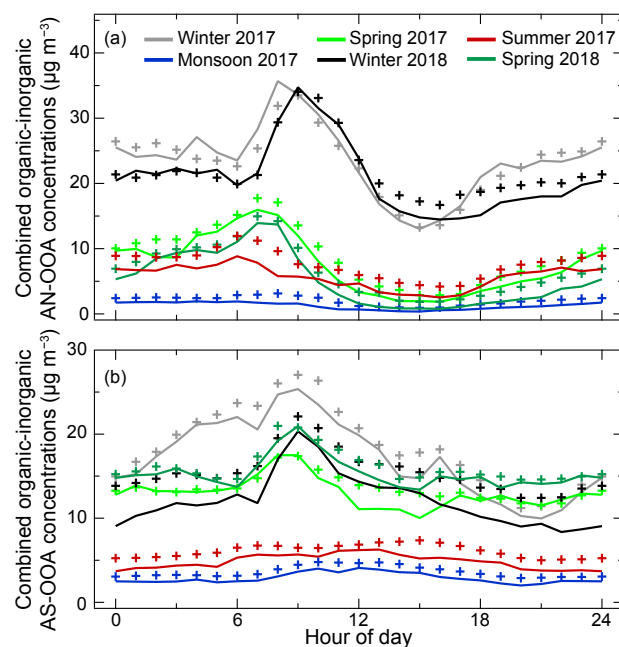 (a)
Winter 2017
Spring 2017
Summer 2017
Monsoon 2017
Winter 2018
Spring 2018
Combined organic-inorganic
AN-OOA concentrations (µg m⁻³)
40
30
20
10
0
(b)
Combined organic-inorganic
AS-OOA concentrations (µg m⁻³)
30
20
10
0
0 6 12 18 24
Hour of day